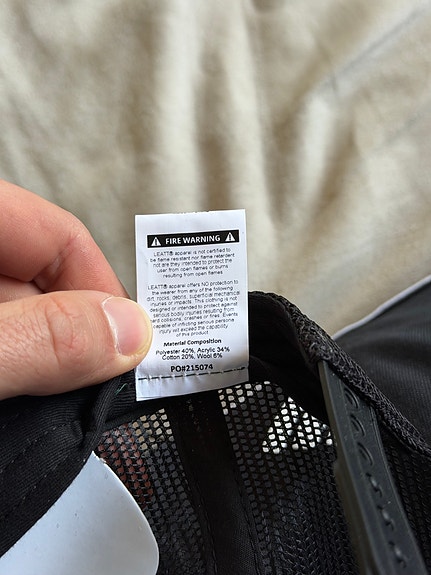 FIRE WARNING
LEATT® apparel is not certified to
be flame resistant nor flame retardent
not are they intended to protect the
user from open flames or burns
resulting from open flames
LEATT® apparel offers NO protection to
the wearer from any of the following
dirt, rocks, debris, superficial mechanical
injuries or impacts. This clothing is not
designed or intended to protect against
serious bodily injuries resulting from
hard collisions, crashes or fires. Events
capable of inflicting serious personal
injury will exceed the capability
of this product
Material Composition
Polyester 40%, Acrylic 34%
Cotton 20%, Wool 6%
PO#215074